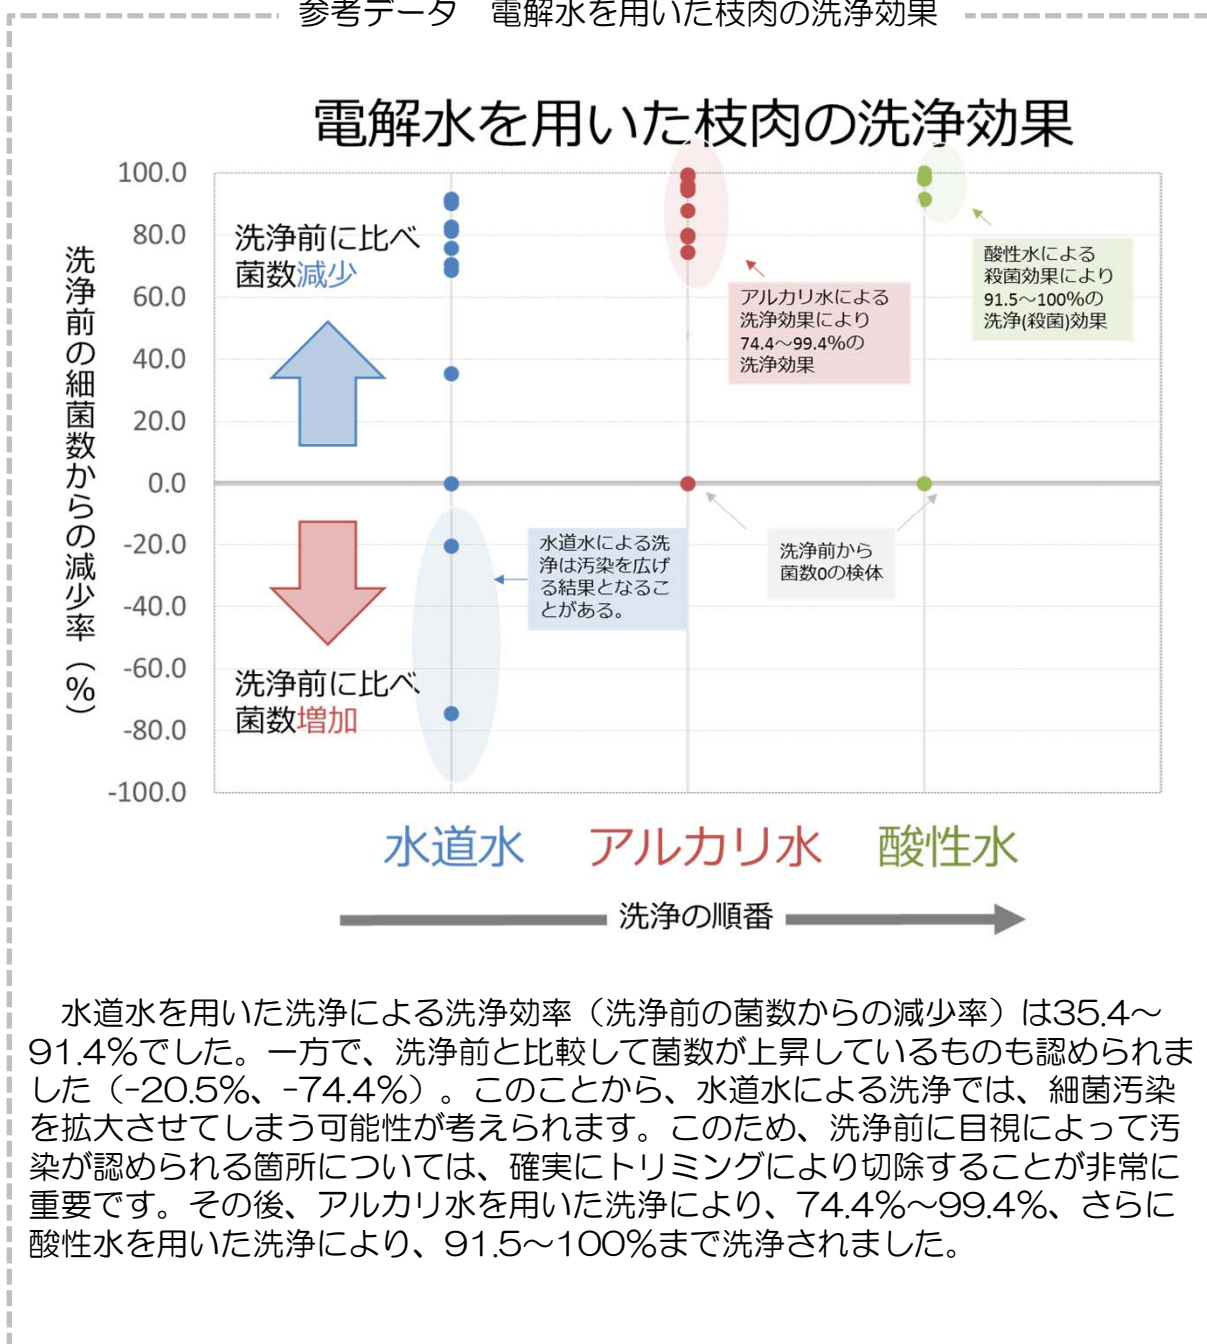 参考データ　電解水を用いた枝肉の洗浄効果
電解水を用いた枝肉の洗浄効果
洗浄前の細菌数からの減少率（%）
100.0
80.0
60.0
40.0
20.0
0.0
-20.0
-40.0
-60.0
-80.0
-100.0
洗浄前に比べ
菌数減少
洗浄前に比べ
菌数増加
アルカリ水による
洗浄効果により
74.4～99.4%の
洗浄効果
酸性水による
殺菌効果により
91.5～100%の
洗浄(殺菌)効果
水道水による洗
浄は汚染を広げ
る結果となるこ
とがある。
洗浄前から
菌数0の検体
水道水
アルカリ水
酸性水
洗浄の順番
水道水を用いた洗浄による洗浄効率（洗浄前の菌数からの減少率）は35.4～
91.4%でした。一方で、洗浄前と比較して菌数が上昇しているものも認められま
した（-20.5%、-74.4%）。このことから、水道水による洗浄では、細菌汚染
を拡大させてしまう可能性が考えられます。このため、洗浄前に目視によって汚
染が認められる箇所については、確実にトリミングにより切除することが非常に
重要です。その後、アルカリ水を用いた洗浄により、74.4%～99.4%、さらに
酸性水を用いた洗浄により、91.5～100%まで洗浄されました。